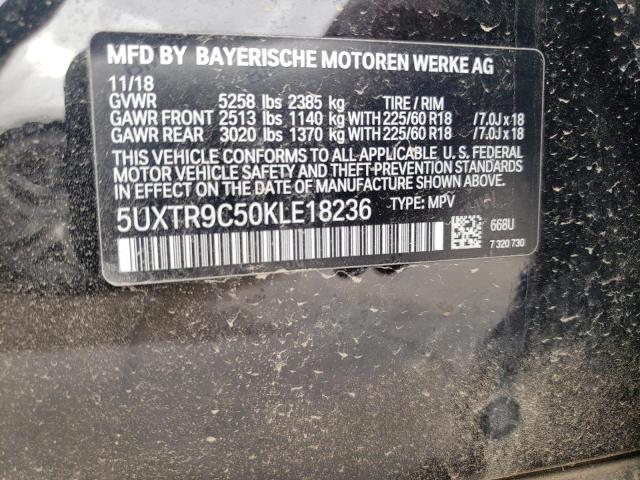 MFD BY BAYERISCHE MOTOREN WERKE AG
11/18
GVWR 5258 lbs 2385 kg TIRE / RIM
GAWR FRONT 2513 lbs 1140 kg WITH 225/60 R18 /7.0J x 18
GAWR REAR 3020 lbs 1370 kg WITH 225/60 R18 /7.0J x 18
THIS VEHICLE CONFORMS TO ALL APPLICABLE U. S. FEDERAL
MOTOR VEHICLE SAFETY AND THEFT-PREVENTION STANDARDS
IN EFFECT ON THE DATE OF MANUFACTURE SHOWN ABOVE.
5UXTR9C50KLE18236 TYPE: MPV
668U
7 320 730